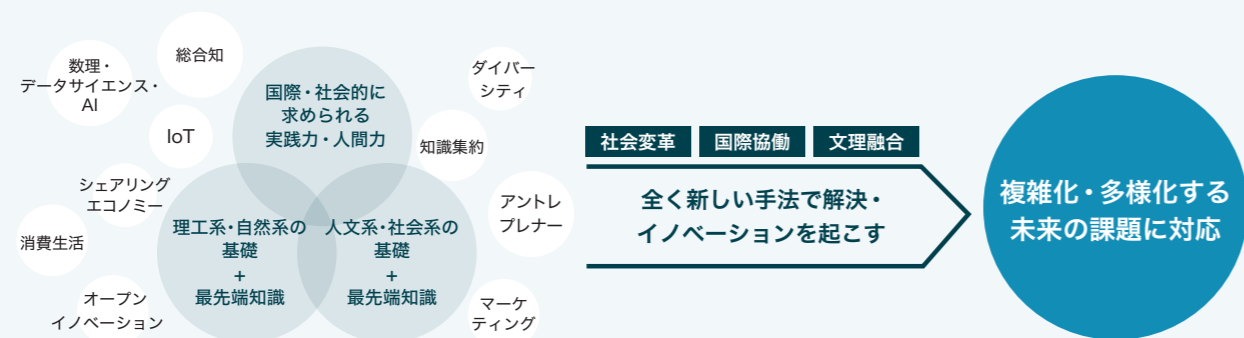 総合知
数理・
データサイエンス・
AI
IoT
シェアリング
エコノミー
消費生活
オープン
イノベーション
国際・社会的に
求められる
実践力・人間力
理工系・自然系の
基礎
+
最先端知識
人文系・社会系の
基礎
+
最先端知識
ダイバー
シティ
知識集約
アントレ
プレナー
マーケ
ティング
社会変革
国際協働
文理融合
全く新しい手法で解決・
イノベーションを起こす
複雑化・多様化する
未来の課題に対応